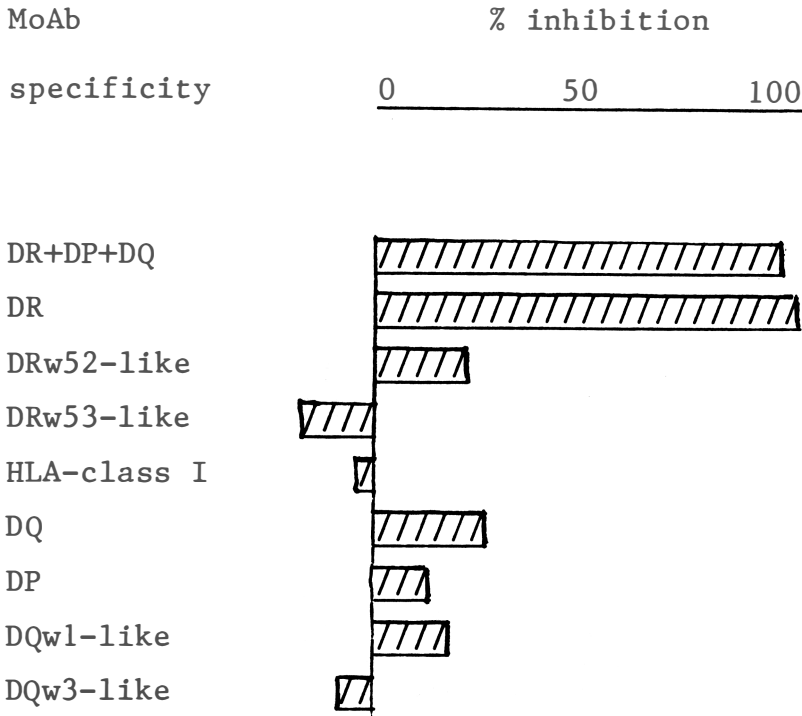 MoAb % inhibition
specificity 0 50 100
DR+DP+DQ
DR
DRw52-like
DRw53-like
HLA-class I
DQ
DP
DQw1-like
DQw3-like